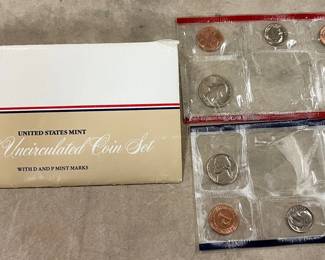 UNITED STATES MINT
Uncirculated Coin Set
WITH D AND P MINT MARKS